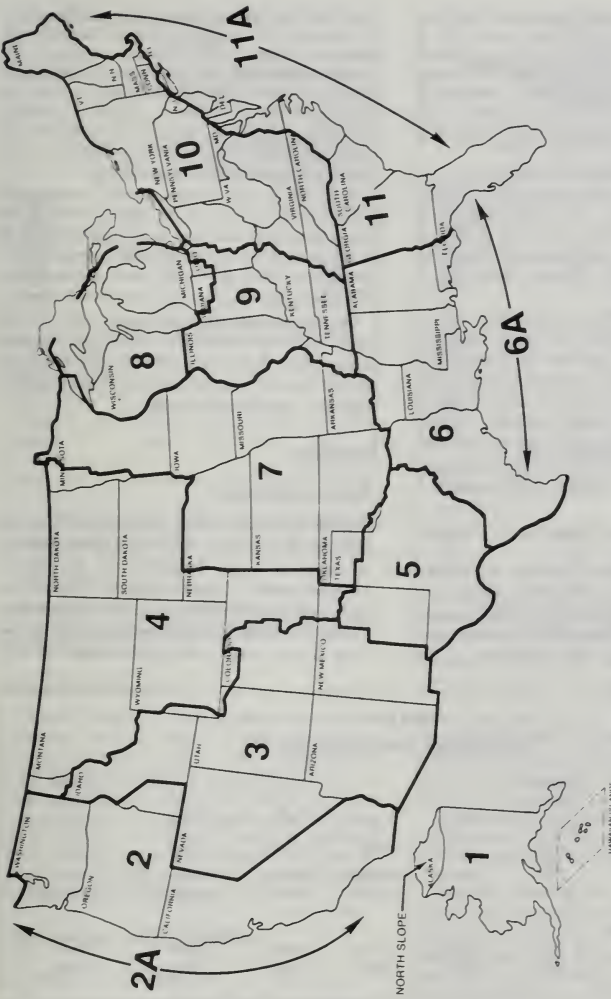 WASHINGTON
OREGON
CALIFORNIA
NEVADA
IDAHO
MONTANA
WYOMING
UTAH
ARIZONA
NEW MEXICO
NORTH DAKOTA
SOUTH DAKOTA
KANSAS
OKLAHOMA
TEXAS
MINNESOTA
IOWA
MISSOURI
ARKANSAS
LOUISIANA
WISCONSIN
ILLINOIS
MICHIGAN
KENTUCKY
TENNESSEE
MISSISSIPPI
ALABAMA
GEORGIA
FLORIDA
SOUTH
CAROLINA
NORTH CAROLINA
VIRGINIA
W VA
MD
DEL
PENNSYLVANIA
NEW YORK
VT
N H
MASS
CONN
MAINE
2A
2
3
4
5
6
6A
7
8
9
10
11
11A
NORTH SLOPE
ALASKA
1